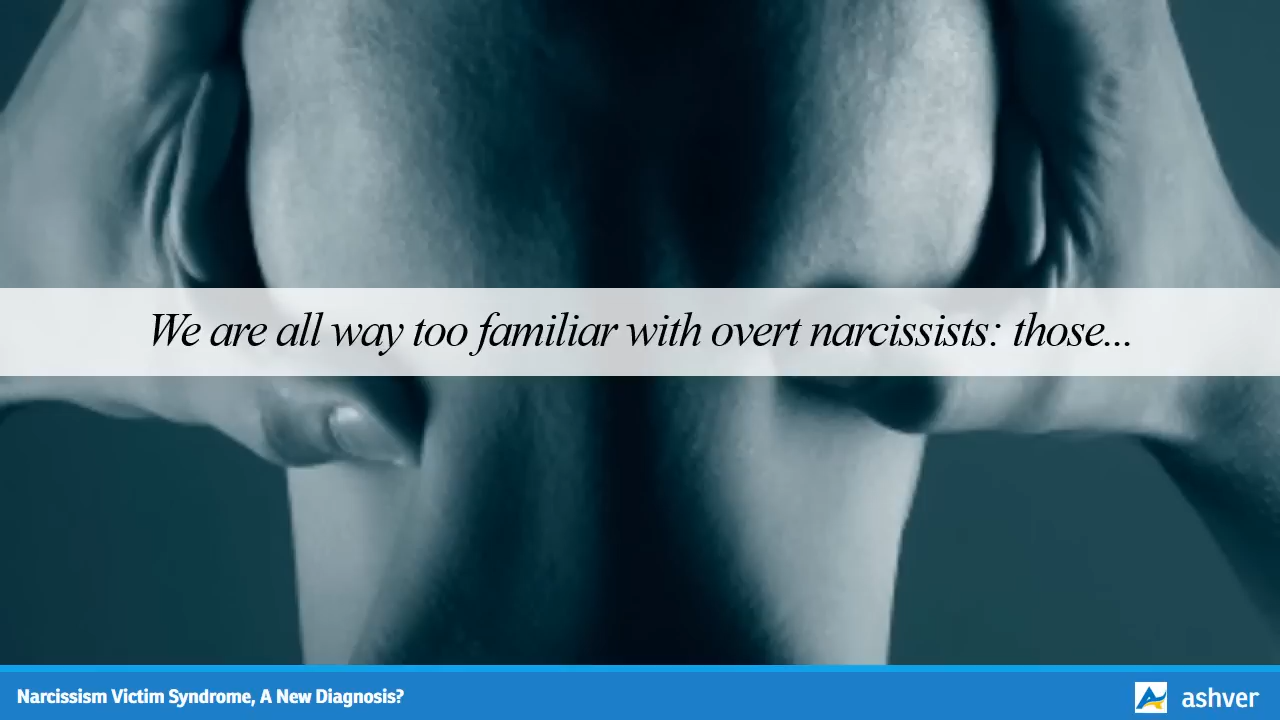 We are all way too familiar with overt narcissists: those...
Narcissism Victim Syndrome, A New Diagnosis?
ashver